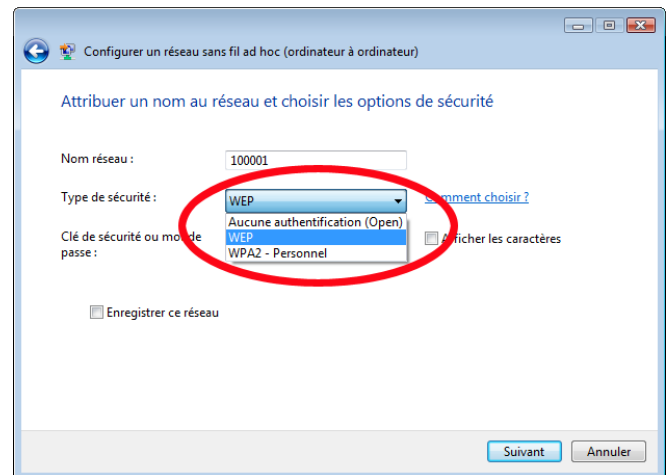 Configurer un réseau sans fil ad hoc (ordinateur à ordinateur)
Attribuer un nom au réseau et choisir les options de sécurité
Nom réseau :
100001
Type de sécurité :
WEP
Comment choisir ?
Aucune authentification (Open)
WEP
WPA2 - Personnel
Clé de sécurité ou mot de
passe :
Afficher les caractères
Enregistrer ce réseau
Suivant
Annuler